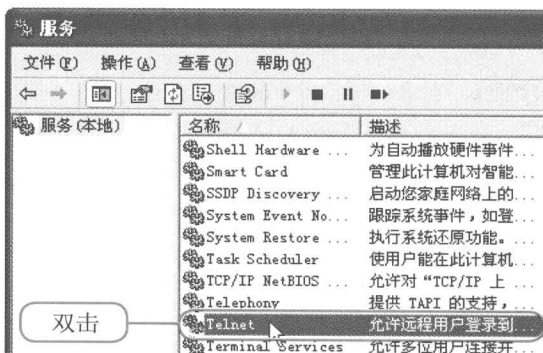 服务
文件(F) 操作(A) 查看(V) 帮助(H)
服务(本地)
名称 描述
Shell Hardware ... 为自动播放硬件事件...
Smart Card 管理此计算机对智能...
SSDP Discovery ... 启动您家庭网络上的...
System Event No... 跟踪系统事件，如登...
System Restore ... 执行系统还原功能。...
Task Scheduler 使用户能在此计算机...
TCP/IP NetBIOS ... 允许对“TCP/IP 上...
Telephony 提供 TAPI 的支持，...
双击
Telnet 允许远程用户登录到...
Terminal Services 允许多位用户连接并...